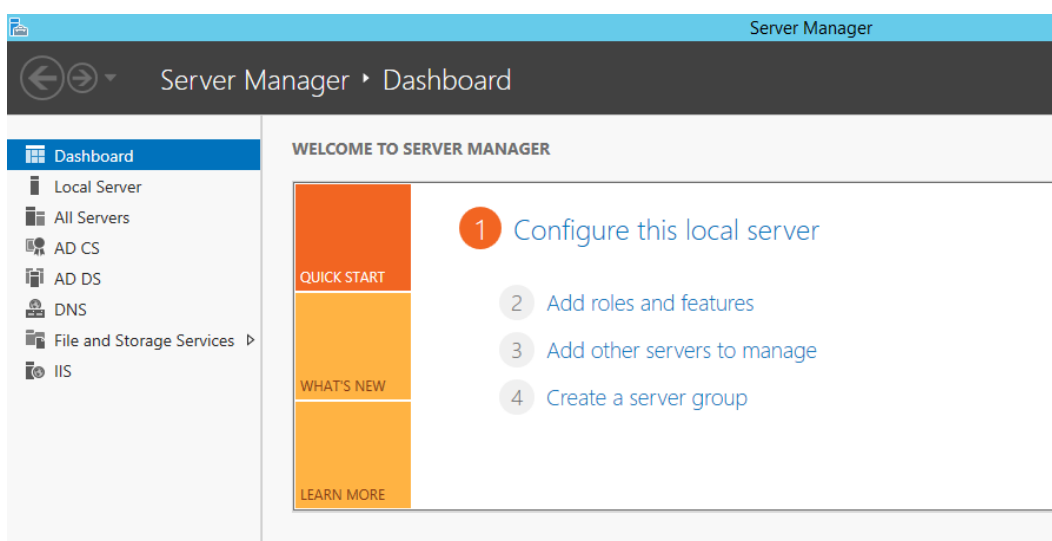 Server Manager
Server Manager ‣ Dashboard
Dashboard
Local Server
All Servers
AD CS
AD DS
DNS
File and Storage Services
IIS
WELCOME TO SERVER MANAGER
QUICK START
WHAT'S NEW
LEARN MORE
1 Configure this local server
2 Add roles and features
3 Add other servers to manage
4 Create a server group